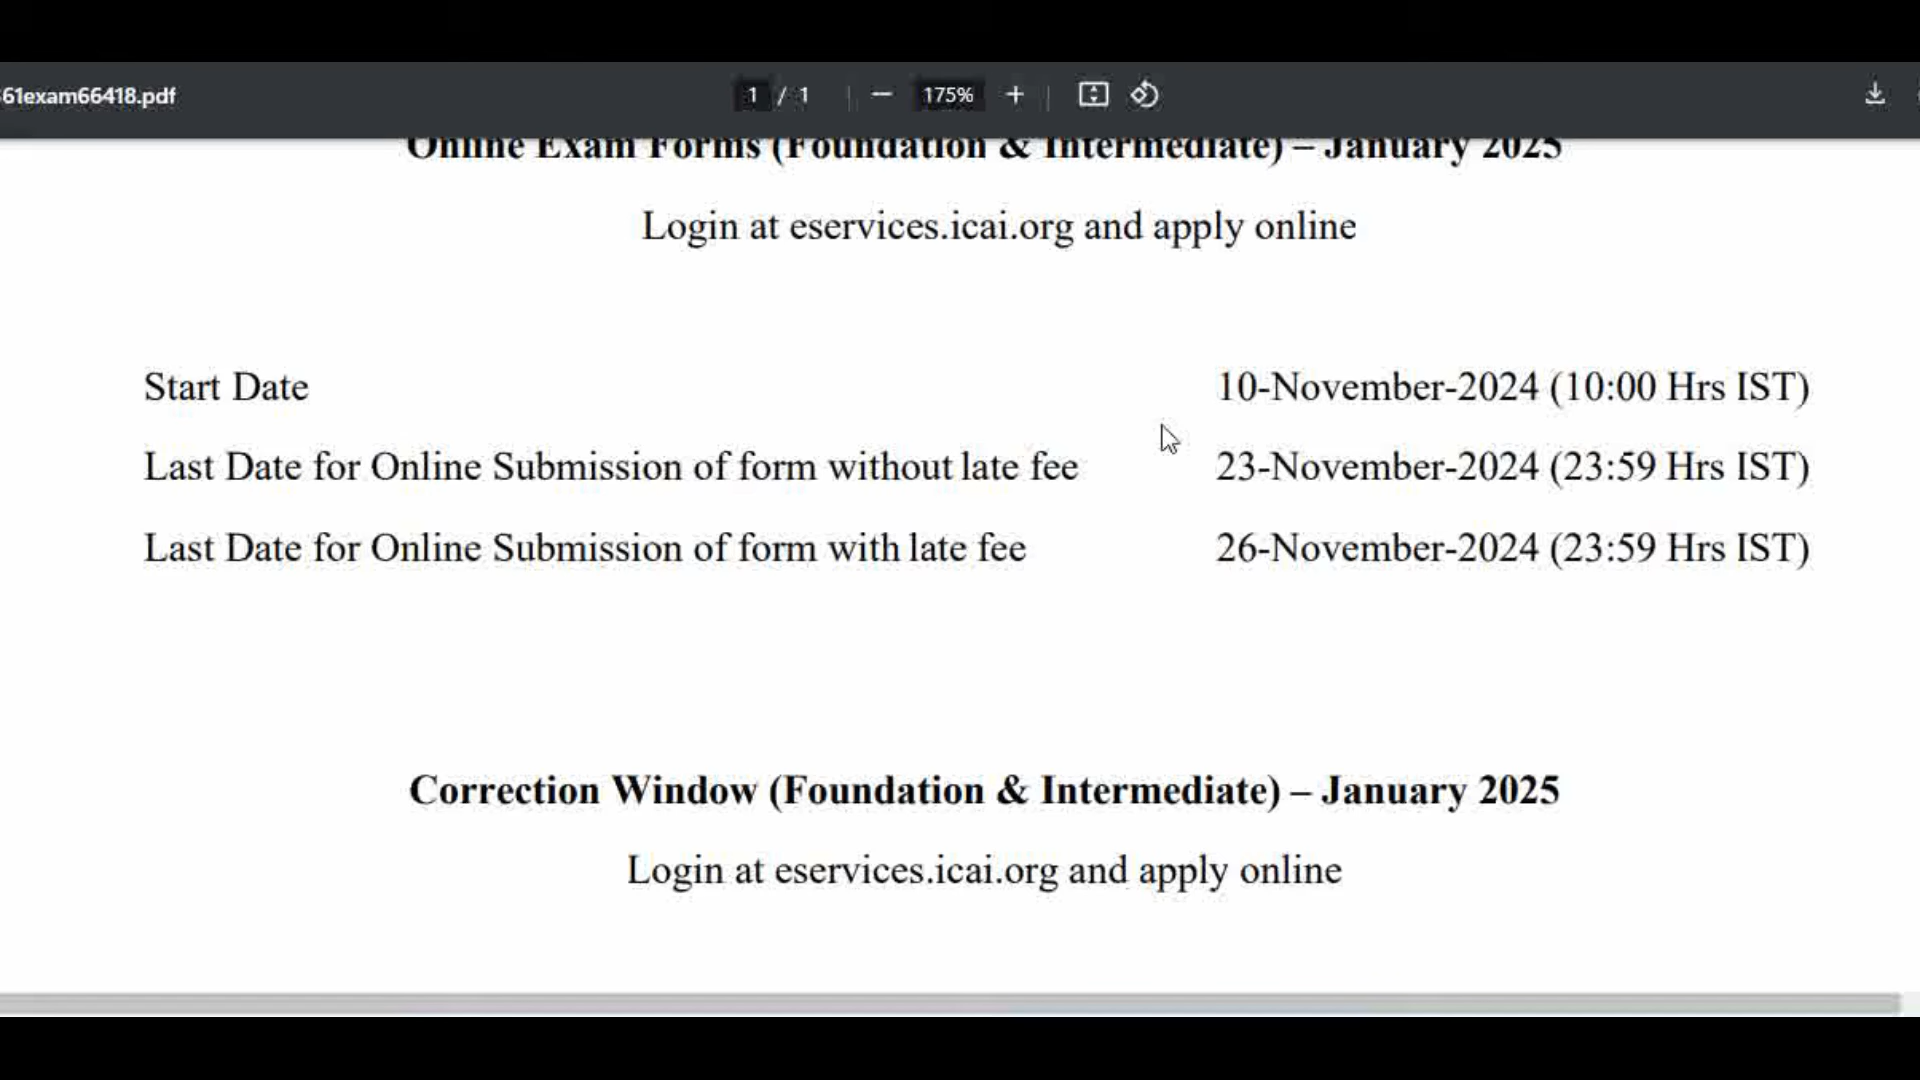 61exam66418.pdf
1 / 1
175%
Online Exam Forms (Foundation & Intermediate) – January 2025
Login at eservices.icai.org and apply online
Start Date 10-November-2024 (10:00 Hrs IST)
Last Date for Online Submission of form without late fee 23-November-2024 (23:59 Hrs IST)
Last Date for Online Submission of form with late fee 26-November-2024 (23:59 Hrs IST)
Correction Window (Foundation & Intermediate) – January 2025
Login at eservices.icai.org and apply online